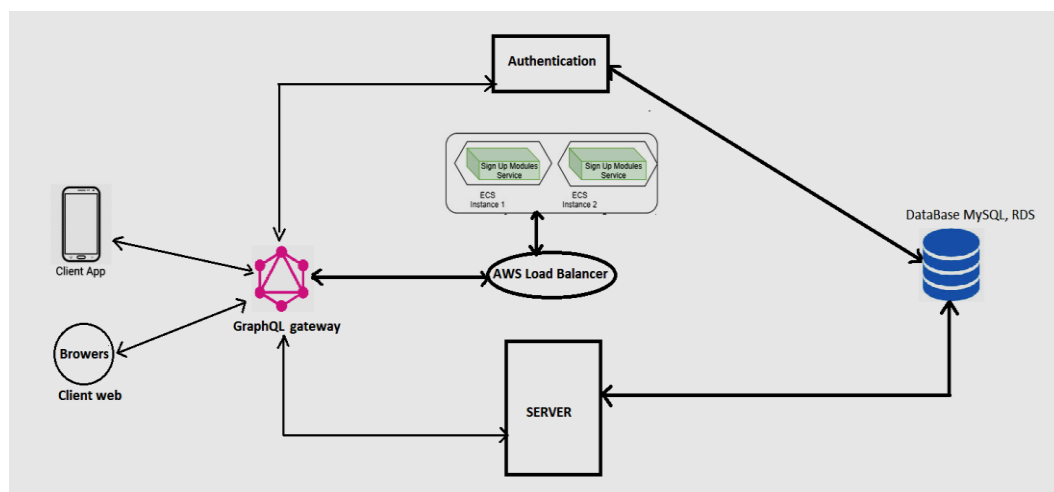 Authentication
Sign Up Modules
Service
Sign Up Modules
Service
ECS
Instance 1
ECS
Instance 2
DataBase MySQL, RDS
Client App
AWS Load Balancer
GraphQL gateway
Browers
Client web
SERVER